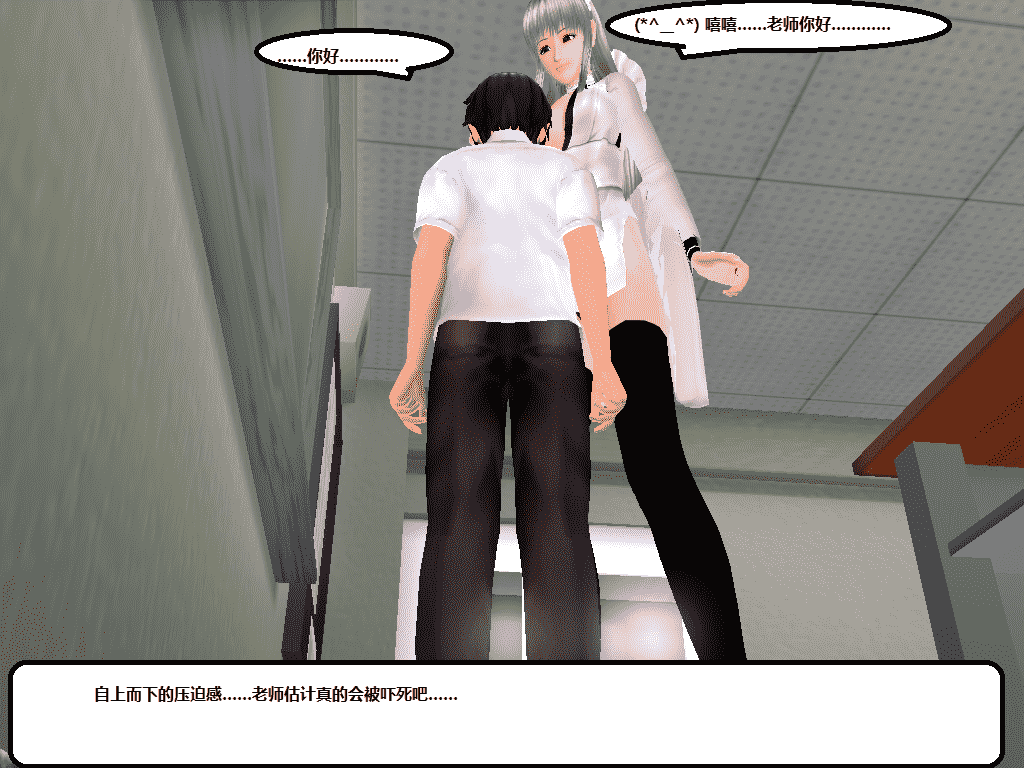 ……你好…………
(*^__^*) 嘻嘻……老师你好…………
自上而下的压迫感……老师估计真的会被吓死吧……